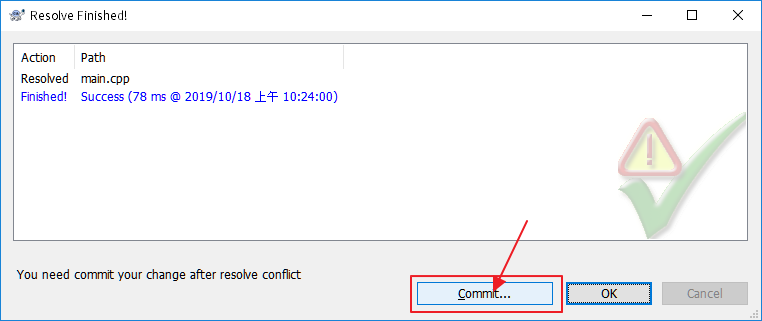 Resolve Finished!
Action Path
Resolved main.cpp
Finished! Success (78 ms @ 2019/10/18 上午 10:24:00)
You need commit your change after resolve conflict
Commit... OK Cancel